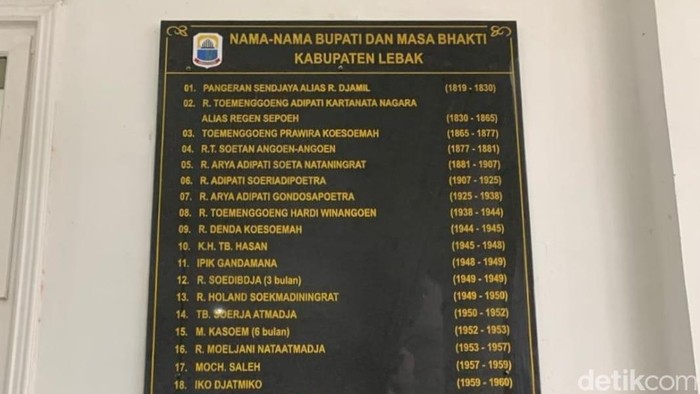 NAMA-NAMA BUPATI DAN MASA BHAKTI
KABUPATEN LEBAK
01. PANGERAN SENDJAYA ALIAS R. DJAMIL (1819 - 1830)
02. R. TOEMENGGOENG ADIPATI KARTANATA NAGARA
ALIAS REGEN SEPOEH (1830 - 1865)
03. TOEMENGGOENG PRAWIRA KOESOEMAH (1865 - 1877)
04. R.T. SOETAN ANGOEN-ANGOEN (1877 - 1881)
05. R. ARYA ADIPATI SOETA NATANINGRAT (1881 - 1907)
06. R. ADIPATI SOERIADIPOETRA (1907 - 1925)
07. R. ARYA ADIPATI GONDOSAPOETRA (1925 - 1938)
08. R. TOEMENGGOENG HARDI WINANGOEN (1938 - 1944)
09. R. DENDA KOESOEMAH (1944 - 1945)
10. K.H. TB. HASAN (1945 - 1948)
11. IPIK GANDAMANA (1948 - 1949)
12. R. SOEDIBDJA (3 bulan) (1949 - 1949)
13. R. HOLAND SOEKMADININGRAT (1949 - 1950)
14. TB. SOERJA ATMADJA (1950 - 1952)
15. M. KASOEM (6 bulan) (1952 - 1953)
16. R. MOELJANI NATAATMADJA (1953 - 1957)
17. MOCH. SALEH (1957 - 1959)
18. IKO DJATMIKO (1959 - 1960)
detikcom